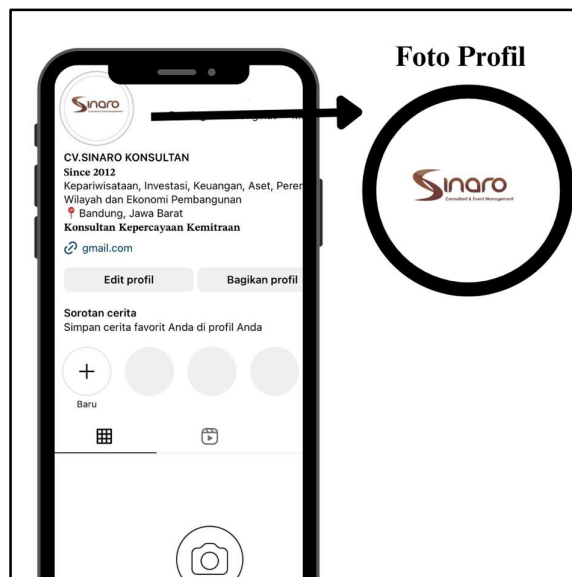 Foto Profil
Sinaro
CV.SINARO KONSULTAN
Since 2012
Kepariwisataan, Investasi, Keuangan, Aset, Peren
Wilayah dan Ekonomi Pembangunan
Bandung, Jawa Barat
Konsultan Kepercayaan Kemitraan
gmail.com
Edit profil
Bagikan profil
Sorotan cerita
Simpan cerita favorit Anda di profil Anda
Baru
Sinaro
Consultant & Event Management